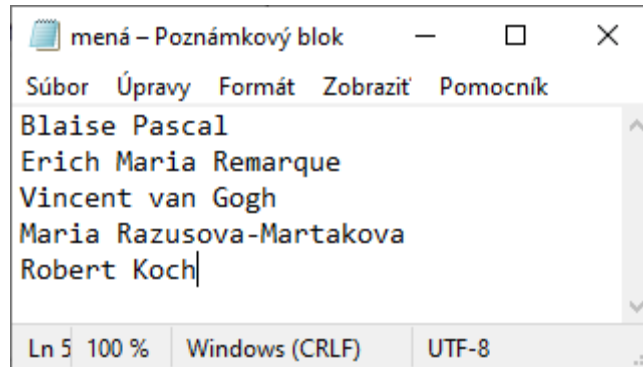 mená – Poznámkový blok
Súbor Úpravy Formát Zobraziť Pomocník
Blaise Pascal
Erich Maria Remarque
Vincent van Gogh
Maria Razusova-Martakova
Robert Koch
Ln 5 100 % Windows (CRLF) UTF-8